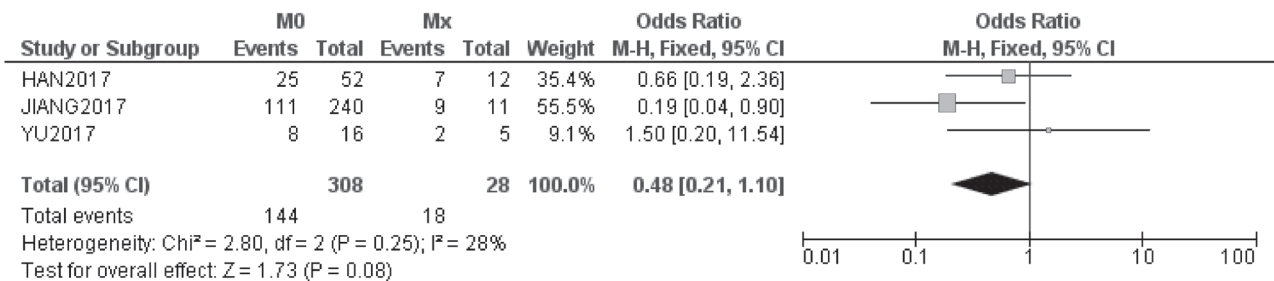 M0 Mx Odds Ratio Odds Ratio
Study or Subgroup Events Total Events Total Weight M-H, Fixed, 95% CI M-H, Fixed, 95% CI
HAN2017 25 52 7 12 35.4% 0.66 [0.19, 2.36]
JIANG2017 111 240 9 11 55.5% 0.19 [0.04, 0.90]
YU2017 8 16 2 5 9.1% 1.50 [0.20, 11.54]
Total (95% CI) 308 28 100.0% 0.48 [0.21, 1.10]
Total events 144 18
Heterogeneity: Chi² = 2.80, df = 2 (P = 0.25); I² = 28%
Test for overall effect: Z = 1.73 (P = 0.08)
0.01 0.1 1 10 100